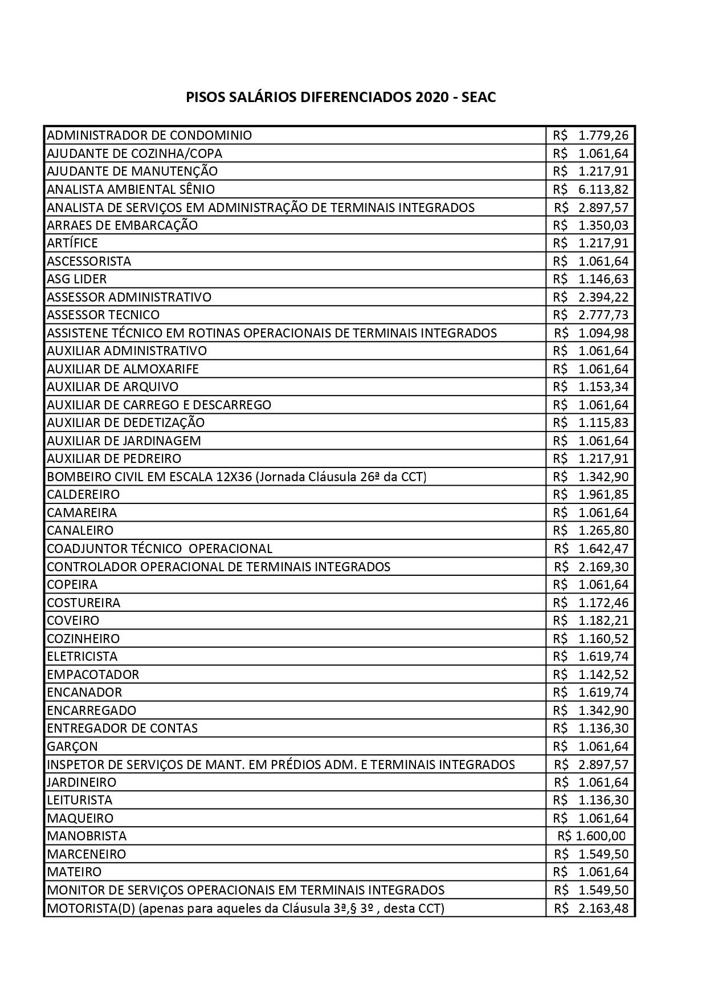 PISOS SALÁRIOS DIFERENCIADOS 2020 - SEAC
ADMINISTRADOR DE CONDOMINIO R$ 1.779,26
AJUDANTE DE COZINHA/COPA R$ 1.061,64
AJUDANTE DE MANUTENÇÃO R$ 1.217,91
ANALISTA AMBIENTAL SÊNIO R$ 6.113,82
ANALISTA DE SERVIÇOS EM ADMINISTRAÇÃO DE TERMINAIS INTEGRADOS R$ 2.897,57
ARRAES DE EMBARCAÇÃO R$ 1.350,03
ARTÍFICE R$ 1.217,91
ASCESSORISTA R$ 1.061,64
ASG LIDER R$ 1.146,63
ASSESSOR ADMINISTRATIVO R$ 2.394,22
ASSESSOR TECNICO R$ 2.777,73
ASSISTENE TÉCNICO EM ROTINAS OPERACIONAIS DE TERMINAIS INTEGRADOS R$ 1.094,98
AUXILIAR ADMINISTRATIVO R$ 1.061,64
AUXILIAR DE ALMOXARIFE R$ 1.061,64
AUXILIAR DE ARQUIVO R$ 1.153,34
AUXILIAR DE CARREGO E DESCARREGO R$ 1.061,64
AUXILIAR DE DEDETIZAÇÃO R$ 1.115,83
AUXILIAR DE JARDINAGEM R$ 1.061,64
AUXILIAR DE PEDREIRO R$ 1.217,91
BOMBEIRO CIVIL EM ESCALA 12X36 (Jornada Cláusula 26ª da CCT) R$ 1.342,90
CALDEREIRO R$ 1.961,85
CAMAREIRA R$ 1.061,64
CANALEIRO R$ 1.265,80
COADJUNTOR TÉCNICO OPERACIONAL R$ 1.642,47
CONTROLADOR OPERACIONAL DE TERMINAIS INTEGRADOS R$ 2.169,30
COPEIRA R$ 1.061,64
COSTUREIRA R$ 1.172,46
COVEIRO R$ 1.182,21
COZINHEIRO R$ 1.160,52
ELETRICISTA R$ 1.619,74
EMPACOTADOR R$ 1.142,52
ENCANADOR R$ 1.619,74
ENCARREGADO R$ 1.342,90
ENTREGADOR DE CONTAS R$ 1.136,30
GARÇON R$ 1.061,64
INSPETOR DE SERVIÇOS DE MANT. EM PRÉDIOS ADM. E TERMINAIS INTEGRADOS R$ 2.897,57
JARDINEIRO R$ 1.061,64
LEITURISTA R$ 1.136,30
MAQUEIRO R$ 1.061,64
MANOBRISTA R$ 1.600,00
MARCENEIRO R$ 1.549,50
MATEIRO R$ 1.061,64
MONITOR DE SERVIÇOS OPERACIONAIS EM TERMINAIS INTEGRADOS R$ 1.549,50
MOTORISTA(D) (apenas para aqueles da Cláusula 3ª,§ 3º , desta CCT) R$ 2.163,48